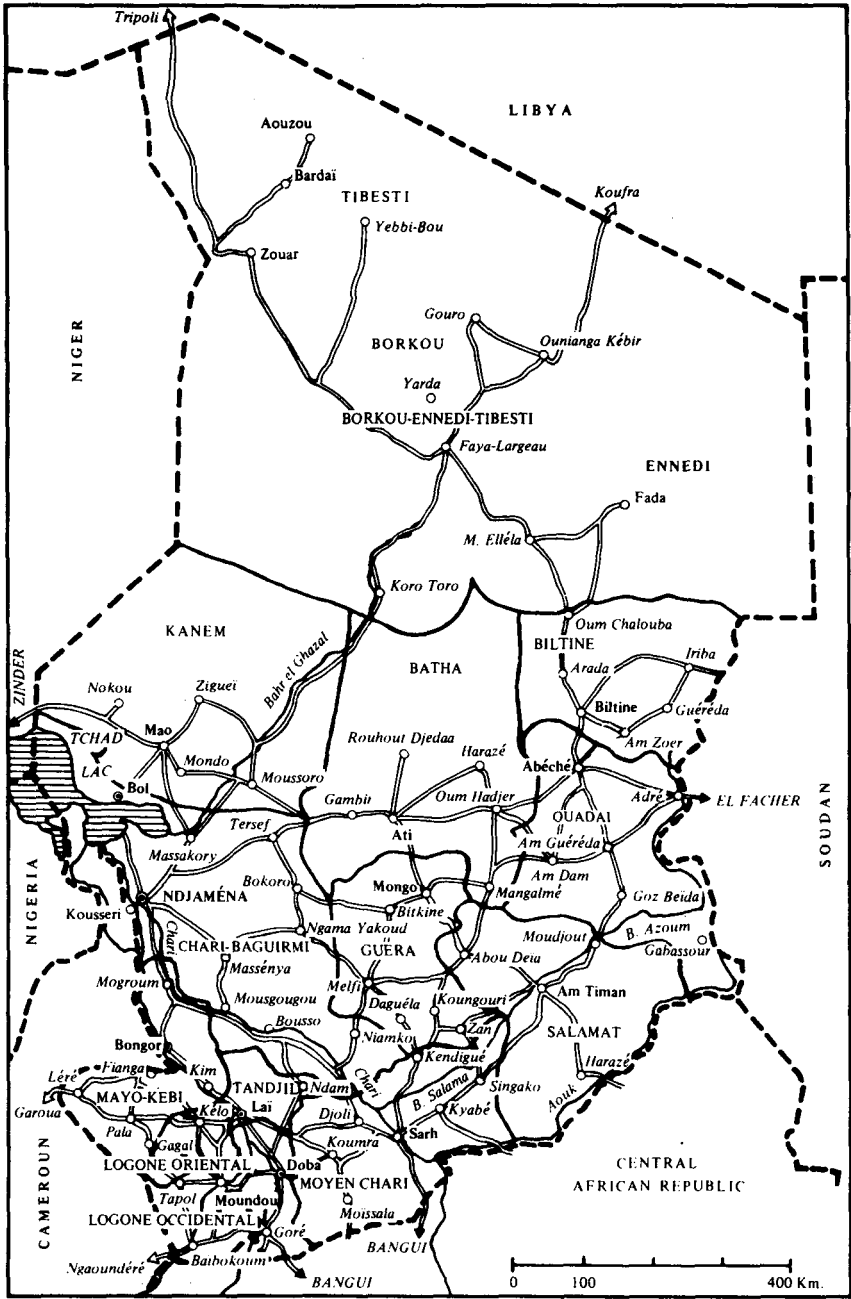 Tripoli
LIBYA
Aouzou
Bardaï
TIBESTI
Koufra
Yebbi-Bou
Zouar
NIGER
Gouro
BORKOU
Ounianga Kébir
Yarda
BORKOU-ENNEDI-TIBESTI
Faya-Largeau
ENNEDI
Fada
M. Elléla
Koro Toro
Oum Chalouba
KANEM
BILTINE
BATHA
Bahr el Ghazal
Iriba
Arada
ZINDER
Nokou
Ziguei
Guéréda
Biltine
TCHAD
Mao
Rouhout Djedaa
Harazé
Am Zoer
LAC
Mondo
Moussoro
Abéché
Bol
Gambir
Oum Hadjer
Adré
EL FACHER
OUADAI
Tersef
Ati
Am Guéréda
Massakory
Am Dam
SOUDAN
Bokoro
Mongo
Mangalmé
NDJAMÉNA
Goz Beïda
Kousseri
Bitkine
NIGERIA
Chari
Ngama Yakoud
B. Azoum
Moudjout
CHARI-BAGUIRMI
GUÉRA
Gabassour
Massénya
Abou Deia
Mogroum
Melfi
Am Timan
Mousgougou
Daguéla
Koungouri
Bousso
Zan
SALAMAT
Niamko
Bongor
Kendigué
Harazé
Fianga
Kim
Chari
Léré
TANDJILÉ
Ndam
B. Salama
Singako
Aouk
MAYO-KEBI
Garoua
Kélo
Laï
Djoli
Kyabé
Pala
Sarh
Gagal
Koumra
CENTRAL
AFRICAN REPUBLIC
LOGONE ORIENTAL
Doba
MOYEN CHARI
CAMEROUN
Tapol
Moundou
Moïssala
LOGONE OCCIDENTAL
Goré
BANGUI
Baibokoum
Ngaoundéré
BANGUI
0 100 400 Km.